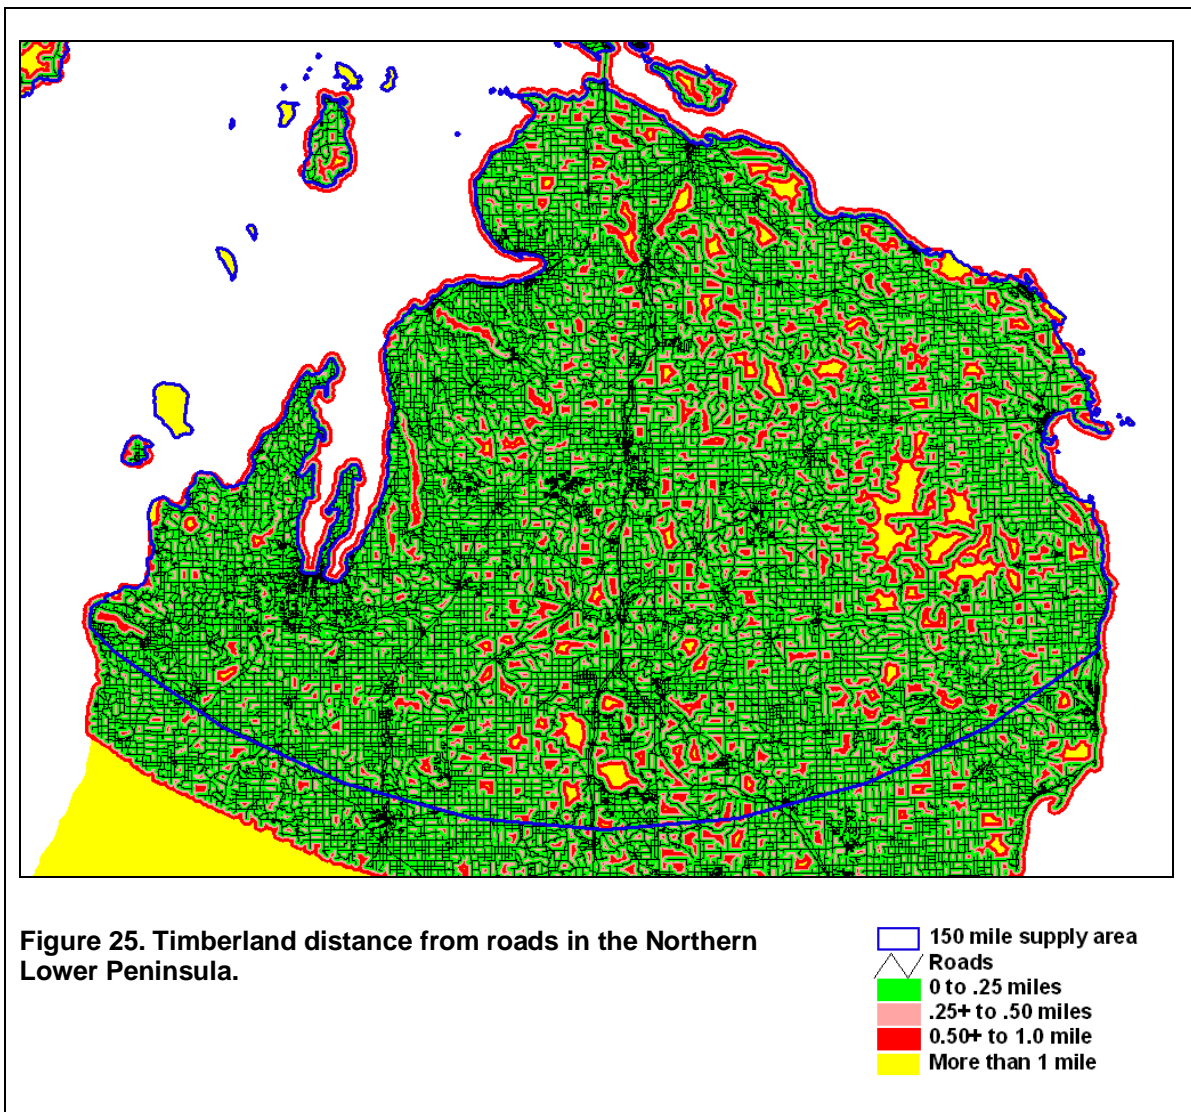 Figure 25. Timberland distance from roads in the Northern
Lower Peninsula.
150 mile supply area
Roads
0 to .25 miles
.25+ to .50 miles
0.50+ to 1.0 mile
More than 1 mile